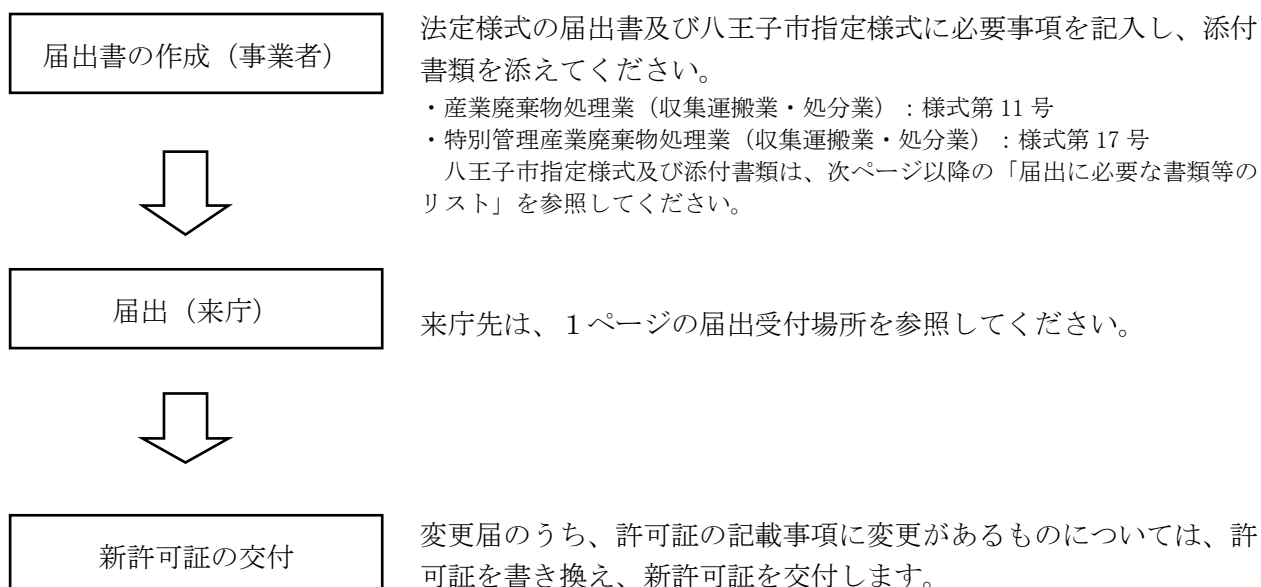 届出書の作成（事業者）
法定様式の届出書及び八王子市指定様式に必要事項を記入し、添付
書類を添えてください。
・産業廃棄物処理業（収集運搬業・処分業）：様式第 11 号
・特別管理産業廃棄物処理業（収集運搬業・処分業）：様式第 17 号
　八王子市指定様式及び添付書類は、次ページ以降の「届出に必要な書類等の
リスト」を参照してください。
届出（来庁）
来庁先は、１ページの届出受付場所を参照してください。
新許可証の交付
変更届のうち、許可証の記載事項に変更があるものについては、許
可証を書き換え、新許可証を交付します。